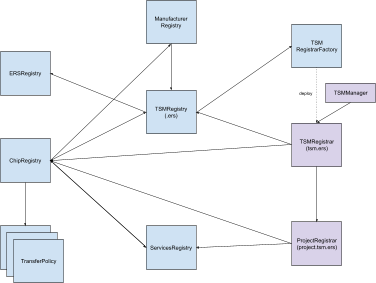 Manufacturer
Registry
TSM
RegistrarFactory
ERSRegistry
deploy
TSMManager
TSMRegistry
(.ers)
ChipRegistry
TSMRegistrar
(tsm.ers)
TransferPolicy
ServicesRegistry
ProjectRegistrar
(project.tsm.ers)